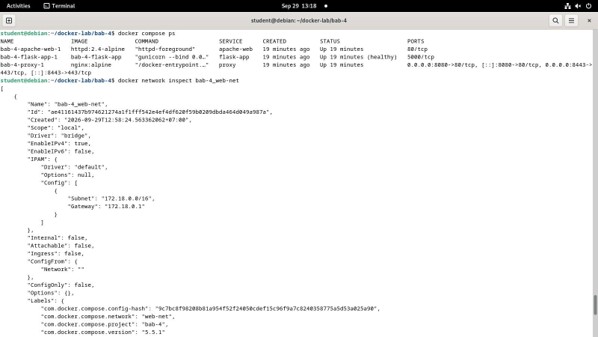 Activities Terminal Sep 29 13:18
student@debian: ~/docker-lab/bab-4
student@debian:~/docker-lab/bab-4$ docker compose ps
NAME IMAGE COMMAND SERVICE CREATED STATUS PORTS
bab-4-apache-web-1 httpd:2.4-alpine "httpd-foreground" apache-web 19 minutes ago Up 19 minutes 80/tcp
bab-4-flask-app-1 bab-4-flask-app "gunicorn --bind 0.0…" flask-app 19 minutes ago Up 19 minutes (healthy) 5000/tcp
bab-4-proxy-1 nginx:alpine "/docker-entrypoint.…" proxy 19 minutes ago Up 19 minutes 0.0.0.0:8080->80/tcp, [::]:8080->80/tcp, 0.0.0.0:8443->
443/tcp, [::]:8443->443/tcp
student@debian:~/docker-lab/bab-4$ docker network inspect bab-4_web-net
[
{
"Name": "bab-4_web-net",
"Id":
"Created": "2026-09-29T12:58:24.563362062+07:00",
"Scope": "local",
"Driver": "bridge",
"EnableIPv4": true,
"EnableIPv6": false,
"IPAM": {
"Driver": "default",
"Options": null,
"Config": [
{
"Subnet": "172.18.0.0/16",
"Gateway": "172.18.0.1"
}
]
},
"Internal": false,
"Attachable": false,
"Ingress": false,
"ConfigFrom": {
"Network": ""
},
"ConfigOnly": false,
"Options": {},
"Labels": {
"com.docker.compose.config-hash":
"com.docker.compose.network": "web-net",
"com.docker.compose.project": "bab-4",
"com.docker.compose.version": "5.5.1"